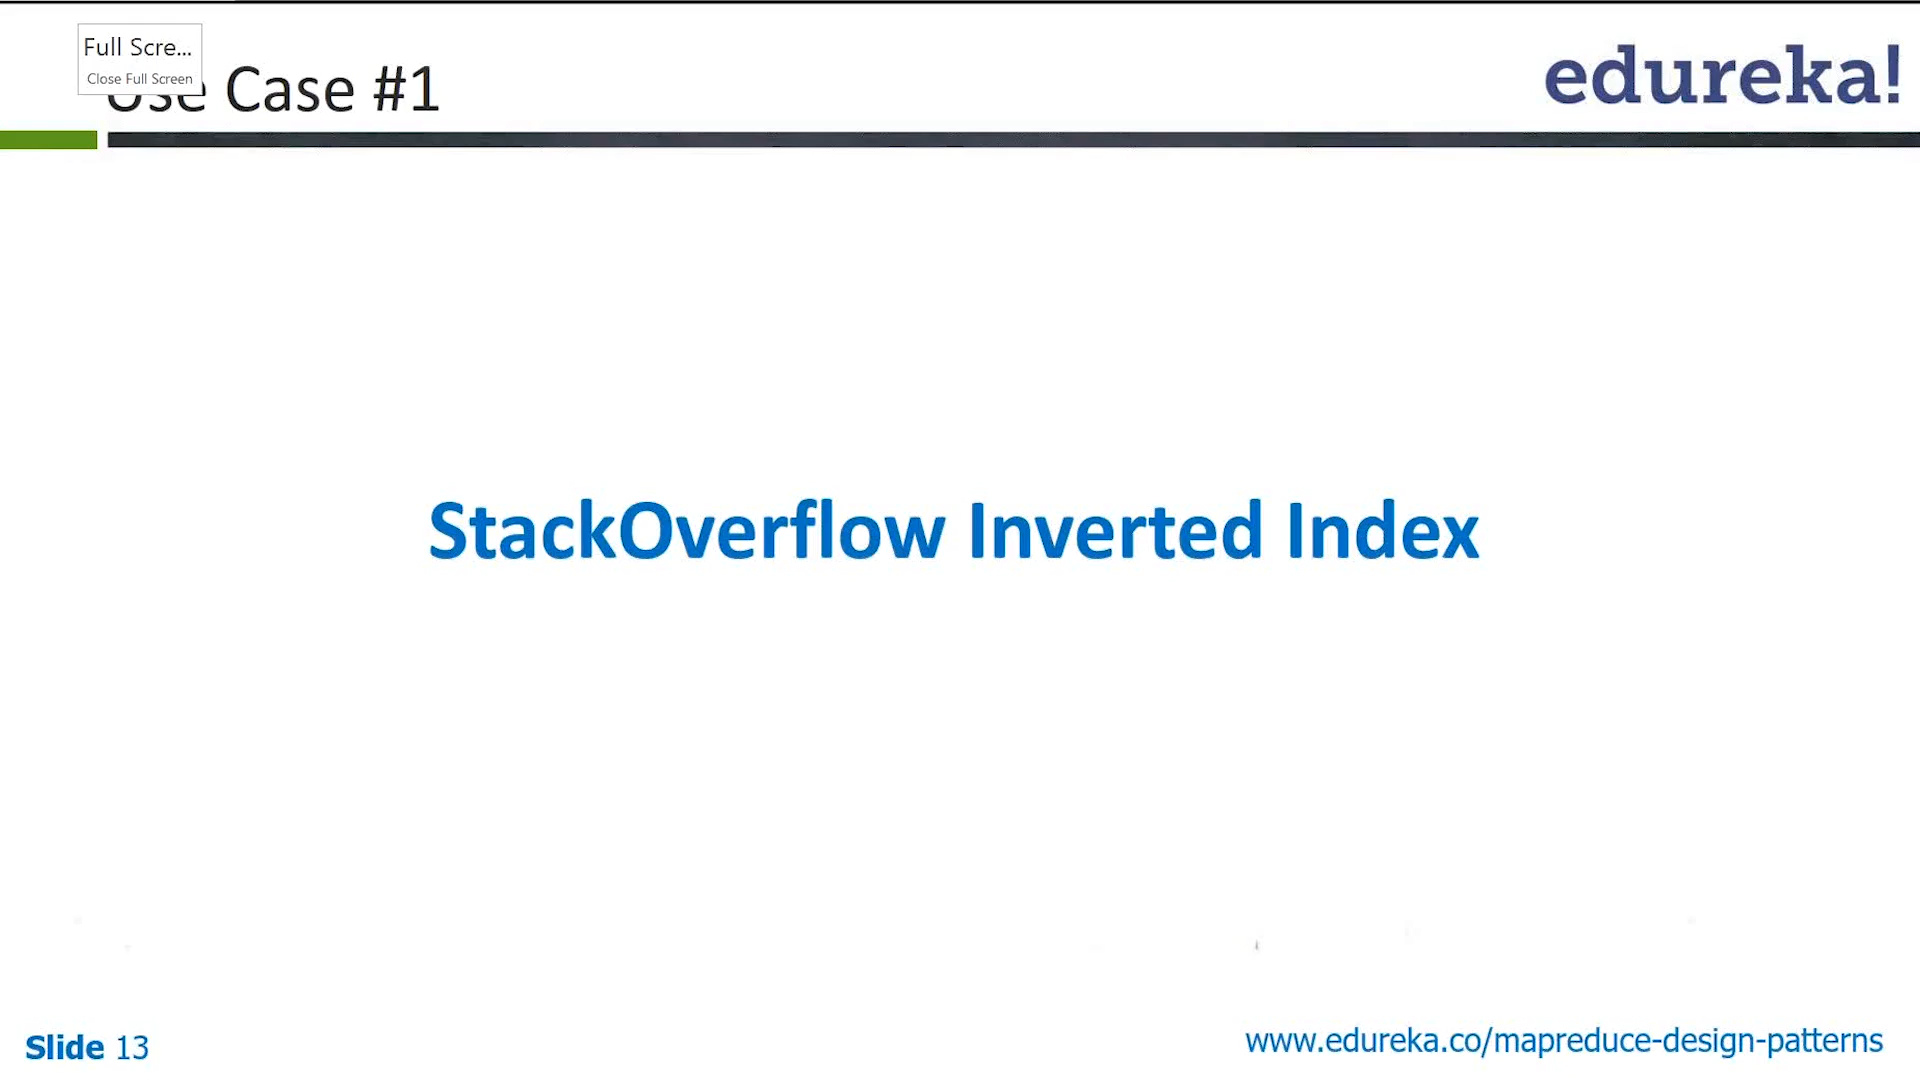 Full Scre...
Close Full Screen
Use Case #1
edureka!
StackOverflow Inverted Index
Slide 13
www.edureka.co/mapreduce-design-patterns